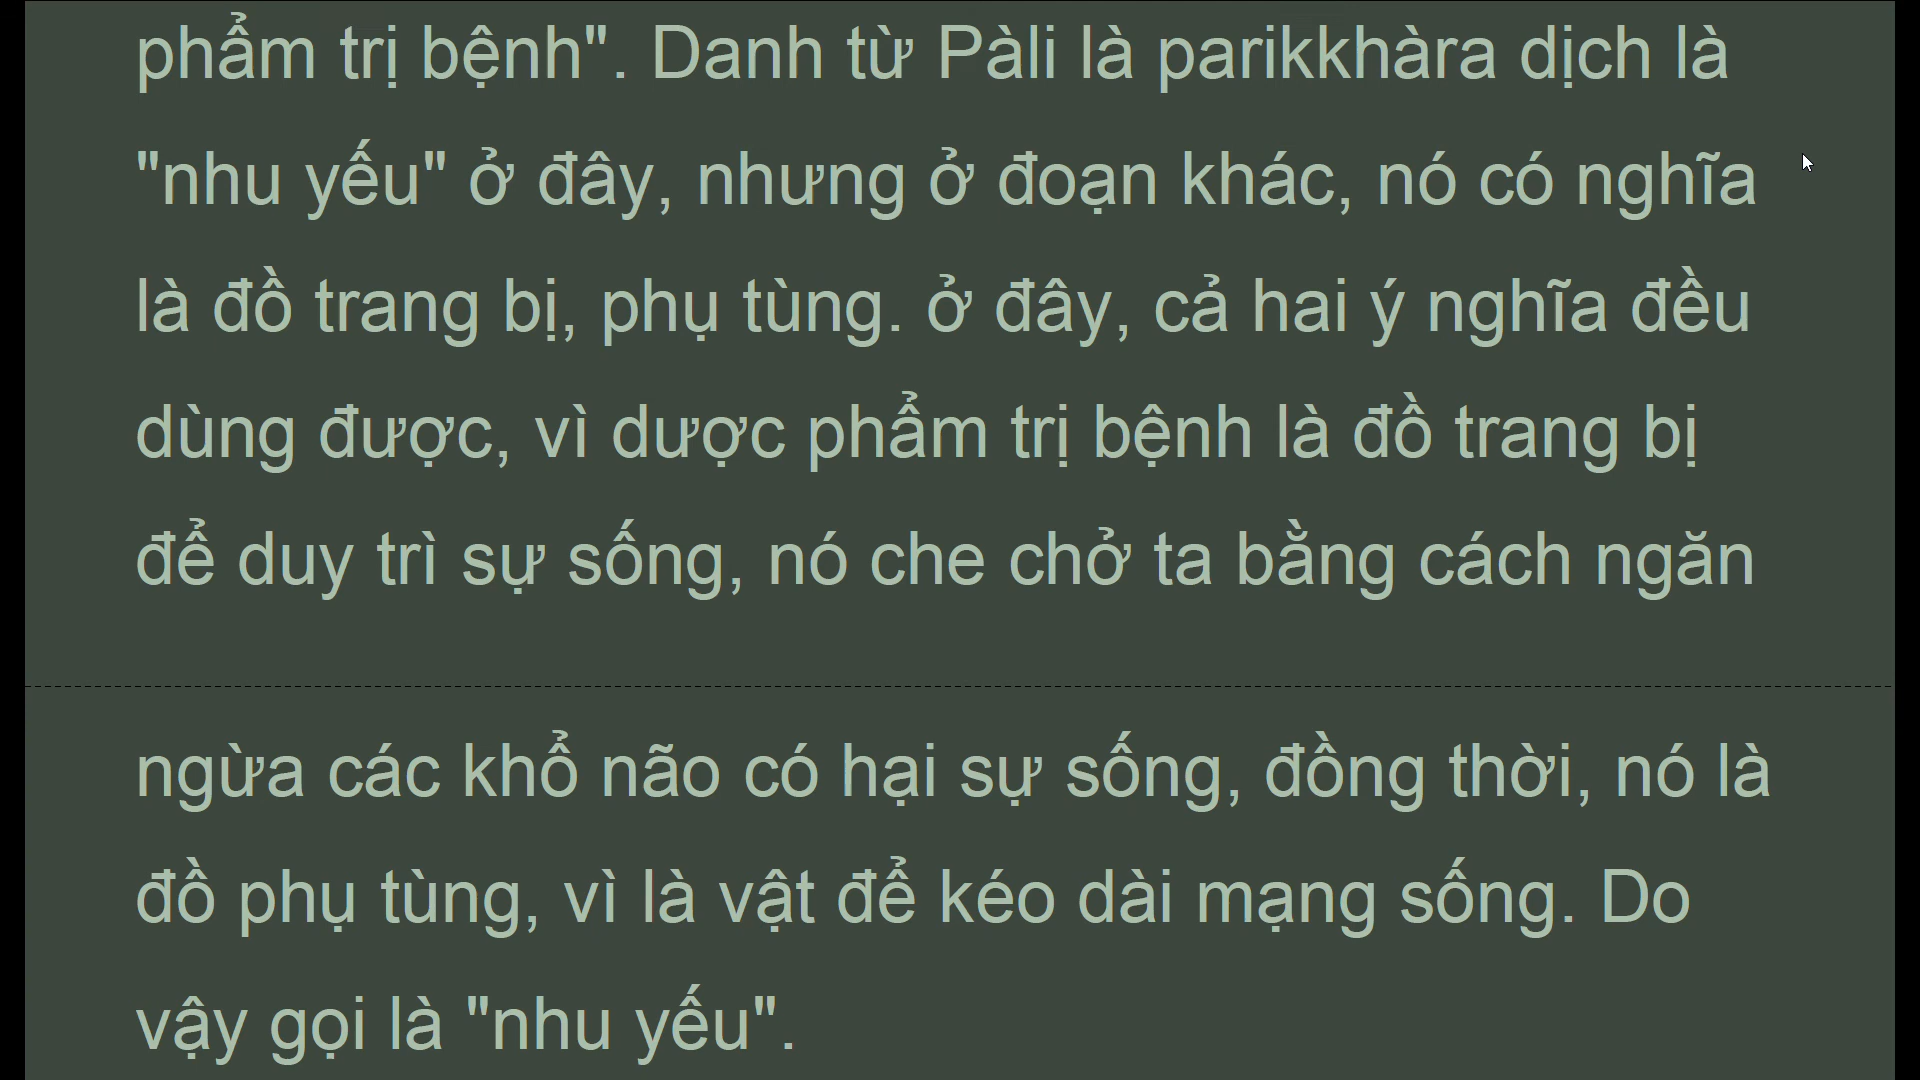 phẩm trị bệnh". Danh từ Pàli là parikkhàra dịch là
"nhu yếu" ở đây, nhưng ở đoạn khác, nó có nghĩa
là đồ trang bị, phụ tùng. ở đây, cả hai ý nghĩa đều
dùng được, vì dược phẩm trị bệnh là đồ trang bị
để duy trì sự sống, nó che chở ta bằng cách ngăn
ngừa các khổ não có hại sự sống, đồng thời, nó là
đồ phụ tùng, vì là vật để kéo dài mạng sống. Do
vậy gọi là "nhu yếu".